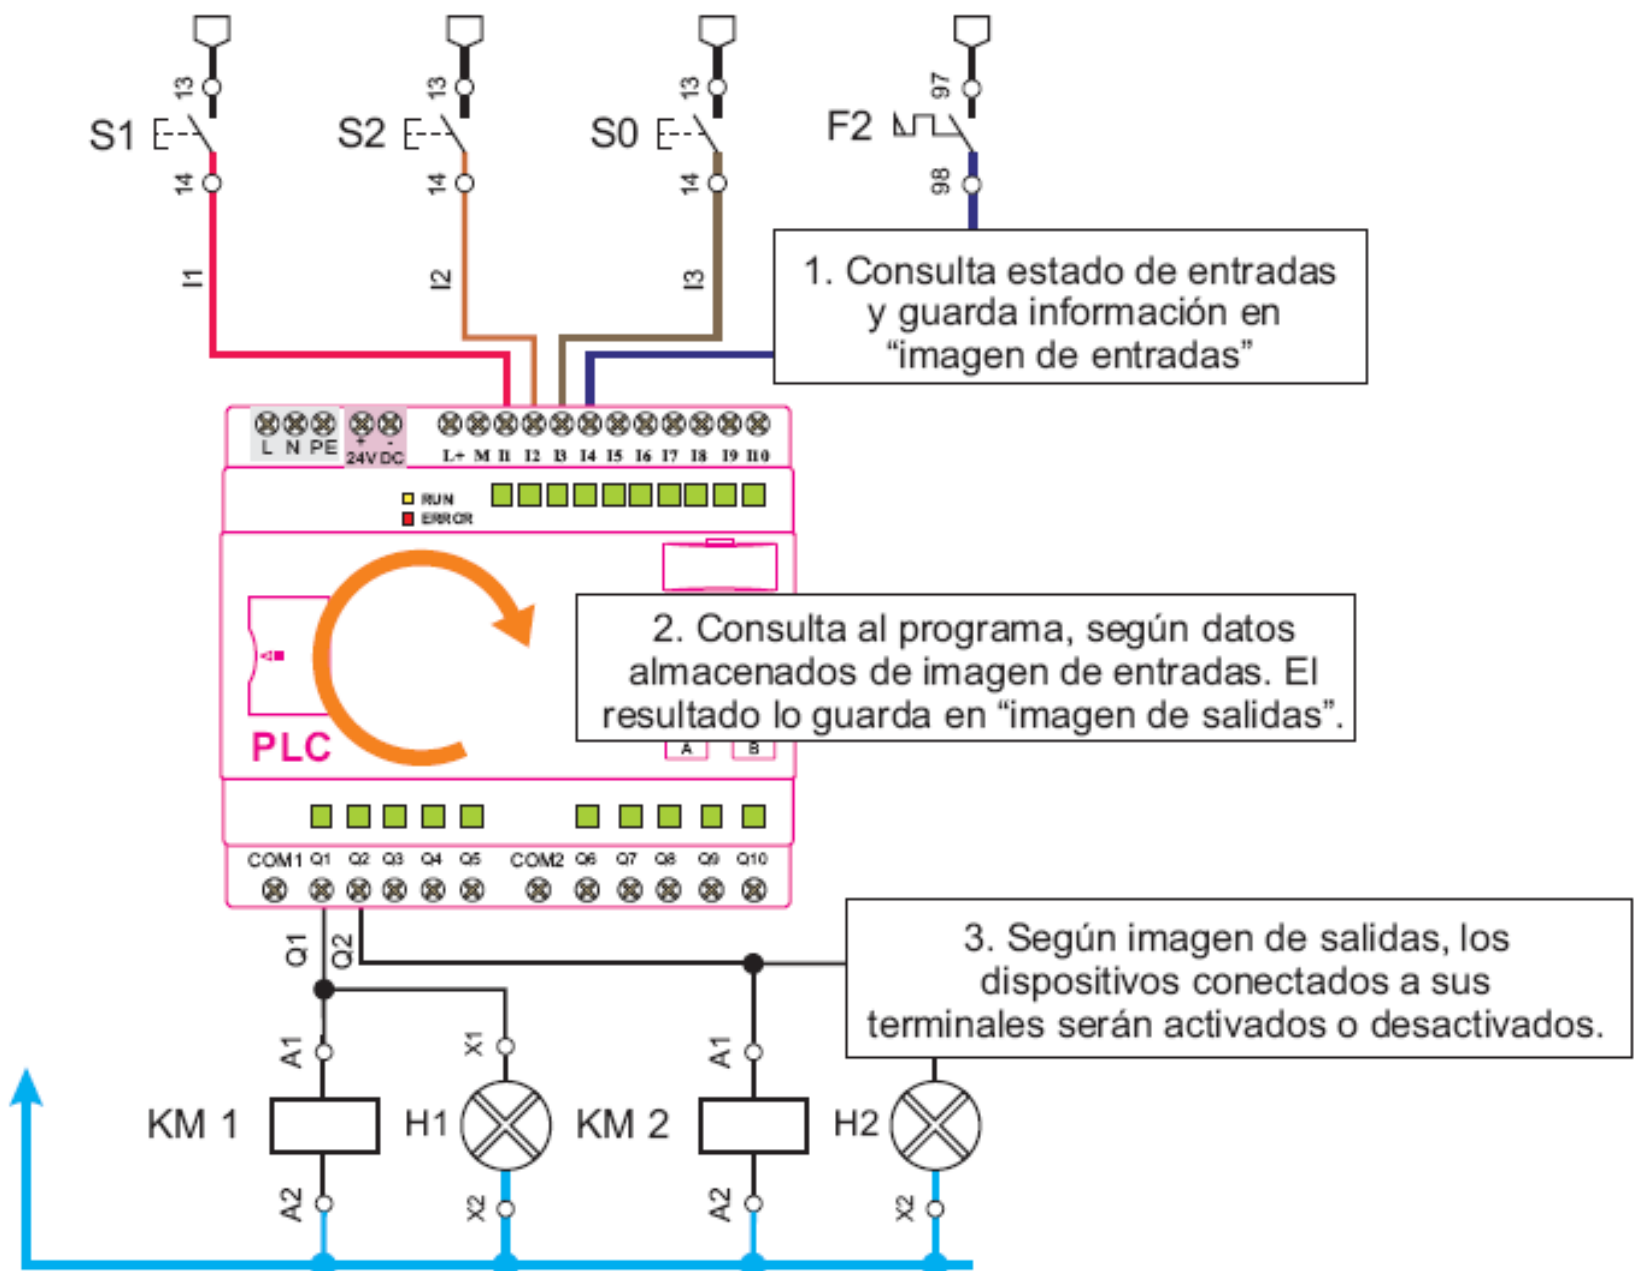 13
13
13
97
S1
S2
S0
F2
14
14
14
98
I1
I2
I3
1. Consulta estado de entradas
y guarda información en
“imagen de entradas”
L N PE + - L+ M I1 I2 I3 I4 I5 I6 I7 I8 I9 I10
24V DC
RUN
ERROR
2. Consulta al programa, según datos
almacenados de imagen de entradas. El
resultado lo guarda en “imagen de salidas”.
PLC
A B
COM1 Q1 Q2 Q3 Q4 Q5 COM2 Q6 Q7 Q8 Q9 Q10
Q1
Q2
3. Según imagen de salidas, los
dispositivos conectados a sus
terminales serán activados o desactivados.
A1
X1
A1
KM 1
H1
KM 2
H2
A2
X2
A2
X2